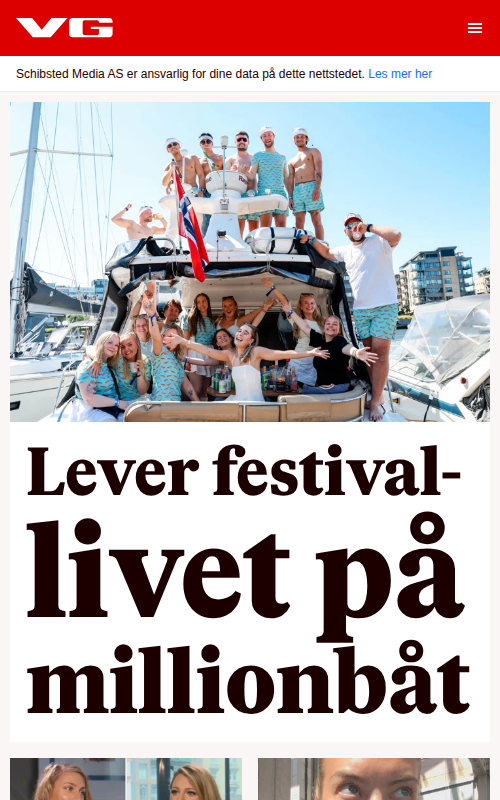 VG
Schibsted Media AS er ansvarlig for dine data på dette nettstedet. Les mer her
Lever festival-
livet på
millionbåt